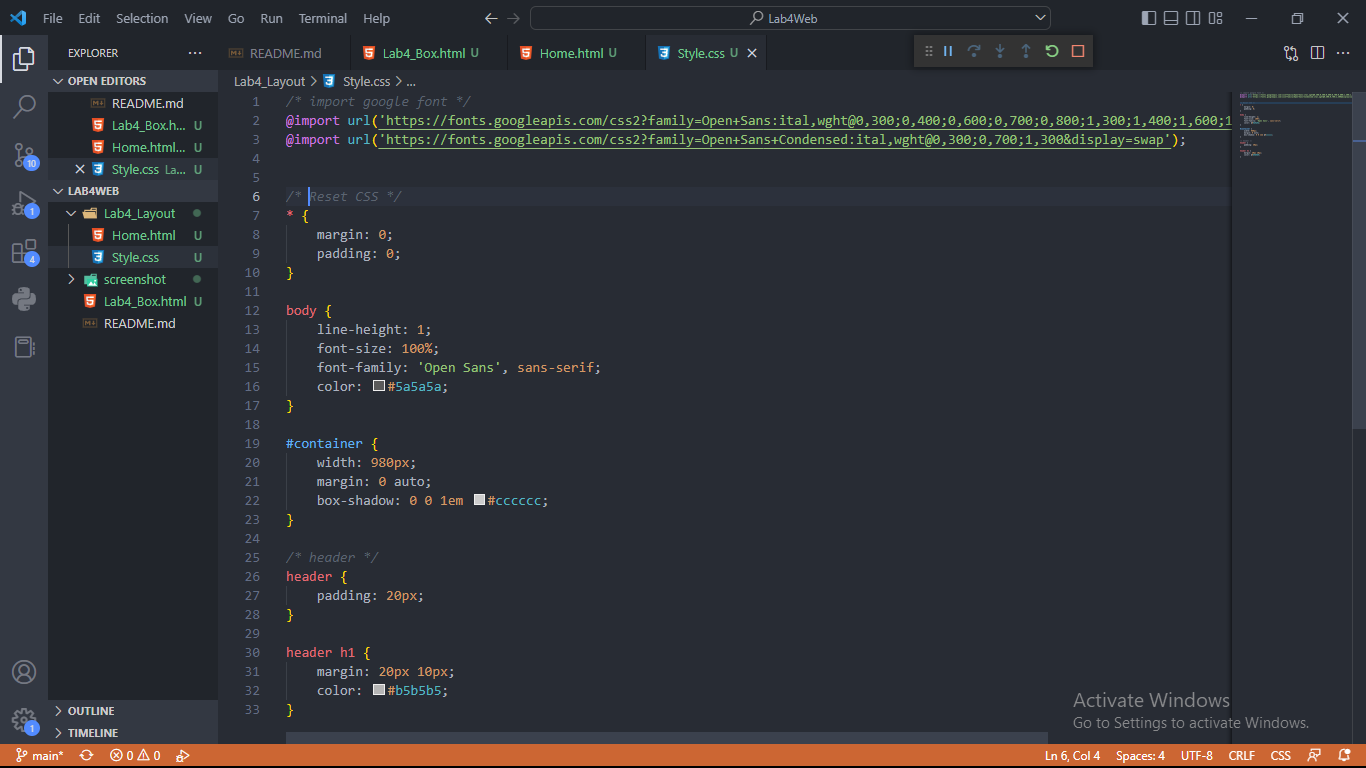 File Edit Selection View Go Run Terminal Help
Lab4Web
EXPLORER
README.md
Lab4_Box.html U
Home.html U
Style.css U
OPEN EDITORS
README.md
Lab4_Box.h... U
Home.html... U
Style.css La... U
LAB4WEB
Lab4_Layout
Home.html U
Style.css U
screenshot
Lab4_Box.html U
README.md
OUTLINE
TIMELINE
10
1
4
1
Lab4_Layout > Style.css > ...
1 /* import google font */
2 @import url('https://fonts.googleapis.com/css2?family=Open+Sans:ital,wght@0,300;0,400;0,600;0,700;0,800;1,300;1,400;1,600;1
3 @import url('https://fonts.googleapis.com/css2?family=Open+Sans+Condensed:ital,wght@0,300;0,700;1,300&display=swap');
4
5
6 /* Reset CSS */
7 * {
8 margin: 0;
9 padding: 0;
10 }
11
12 body {
13 line-height: 1;
14 font-size: 100%;
15 font-family: 'Open Sans', sans-serif;
16 color: #5a5a5a;
17 }
18
19 #container {
20 width: 980px;
21 margin: 0 auto;
22 box-shadow: 0 0 1em #cccccc;
23 }
24
25 /* header */
26 header {
27 padding: 20px;
28 }
29
30 header h1 {
31 margin: 20px 10px;
32 color: #b5b5b5;
33 }
Activate Windows
Go to Settings to activate Windows.
main* 0 0
Ln 6, Col 4 Spaces: 4 UTF-8 CRLF CSS